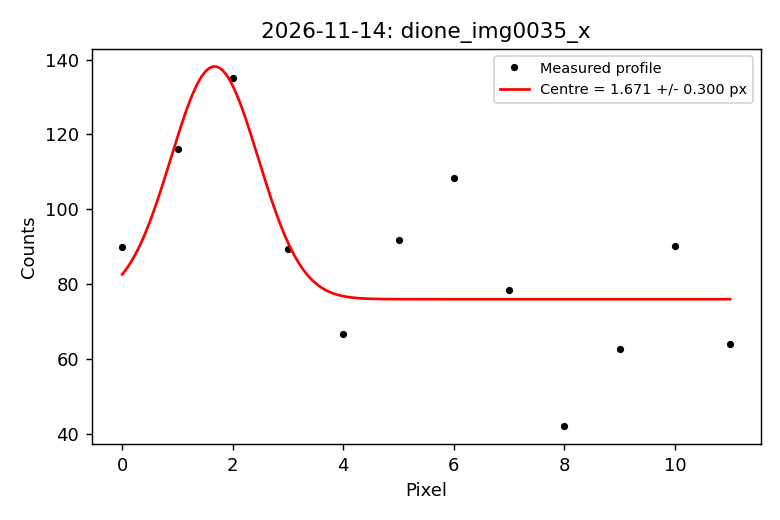 2026-11-14: dione_img0035_x
Measured profile
Centre = 1.671 +/- 0.300 px
140
120
100
80
60
40
Counts
0 2 4 6 8 10
Pixel